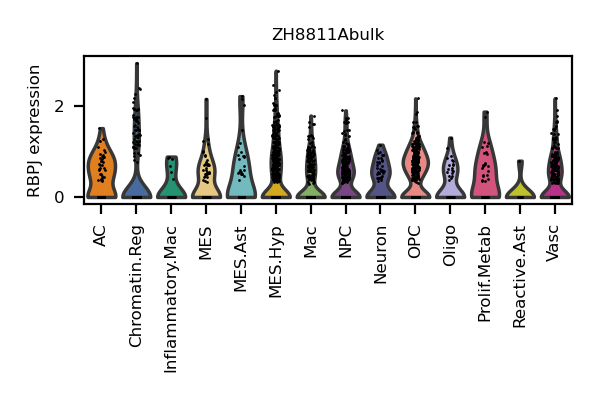 ZH8811Abulk
RBPJ expression
2
0
AC
Chromatin.Reg
Inflammatory.Mac
MES
MES.Ast
MES.Hyp
Mac
NPC
Neuron
OPC
Oligo
Prolif.Metab
Reactive.Ast
Vasc